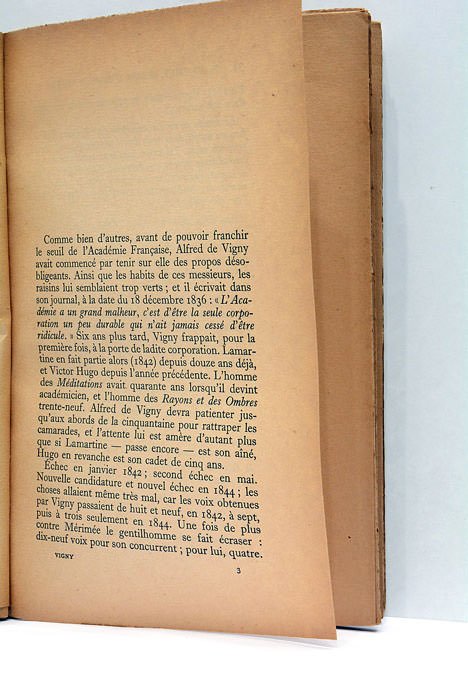 Comme bien d'autres, avant de pouvoir franchir
le seuil de l'Académie Française, Alfred de Vigny
avait commencé par tenir sur elle des propos déso-
bligeants. Ainsi que les habits de ces messieurs, les
raisins lui semblaient trop verts ; et il écrivait dans
son journal, à la date du 18 décembre 1836 : « L'Aca-
démie a un grand malheur, c'est d'être la seule corpo-
ration un peu durable qui n'ait jamais cessé d'être
ridicule. » Six ans plus tard, Vigny frappait, pour la
première fois, à la porte de ladite corporation. Lamar-
tine en fait partie alors (1842) depuis douze ans déjà,
et Victor Hugo depuis l'année précédente. L'homme
des Méditations avait quarante ans lorsqu'il devint
académicien, et l'homme des Rayons et des Ombres
trente-neuf. Alfred de Vigny devra patienter jus-
qu'aux abords de la cinquantaine pour rattraper les
camarades, et l'attente lui est amère d'autant plus
que si Lamartine — passe encore — est son aîné,
Hugo en revanche est son cadet de cinq ans.
Échec en janvier 1842 ; second échec en mai.
Nouvelle candidature et nouvel échec en 1844 ; les
choses allaient même très mal, car les voix obtenues
par Vigny passaient de huit et neuf, en 1842, à sept,
puis à trois seulement en 1844. Une fois de plus
contre Mérimée le gentilhomme se fait écraser :
dix-neuf voix pour son concurrent ; pour lui, quatre.
VIGNY
3